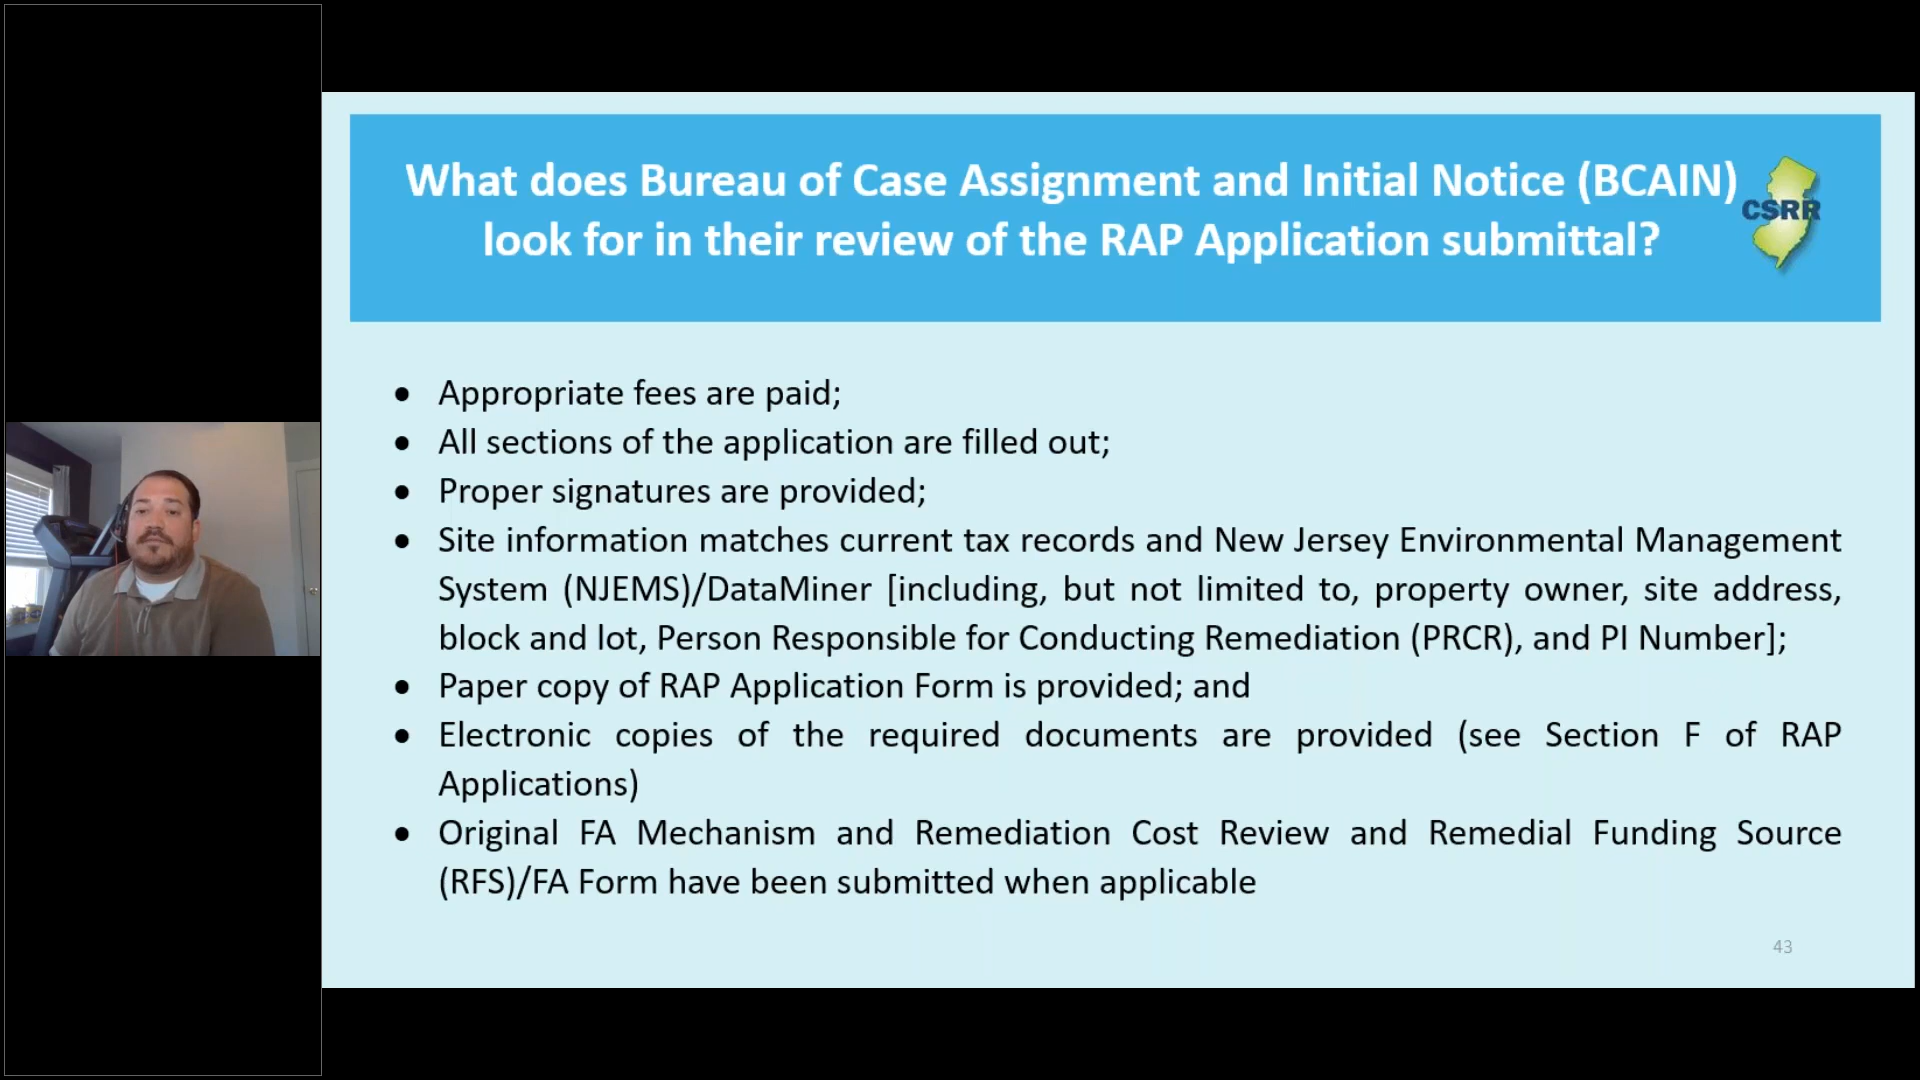 What does Bureau of Case Assignment and Initial Notice (BCAIN)
look for in their review of the RAP Application submittal?
CSRR
• Appropriate fees are paid;
• All sections of the application are filled out;
• Proper signatures are provided;
• Site information matches current tax records and New Jersey Environmental Management
System (NJEMS)/DataMiner [including, but not limited to, property owner, site address,
block and lot, Person Responsible for Conducting Remediation (PRCR), and PI Number];
• Paper copy of RAP Application Form is provided; and
• Electronic copies of the required documents are provided (see Section F of RAP
Applications)
• Original FA Mechanism and Remediation Cost Review and Remedial Funding Source
(RFS)/FA Form have been submitted when applicable
43